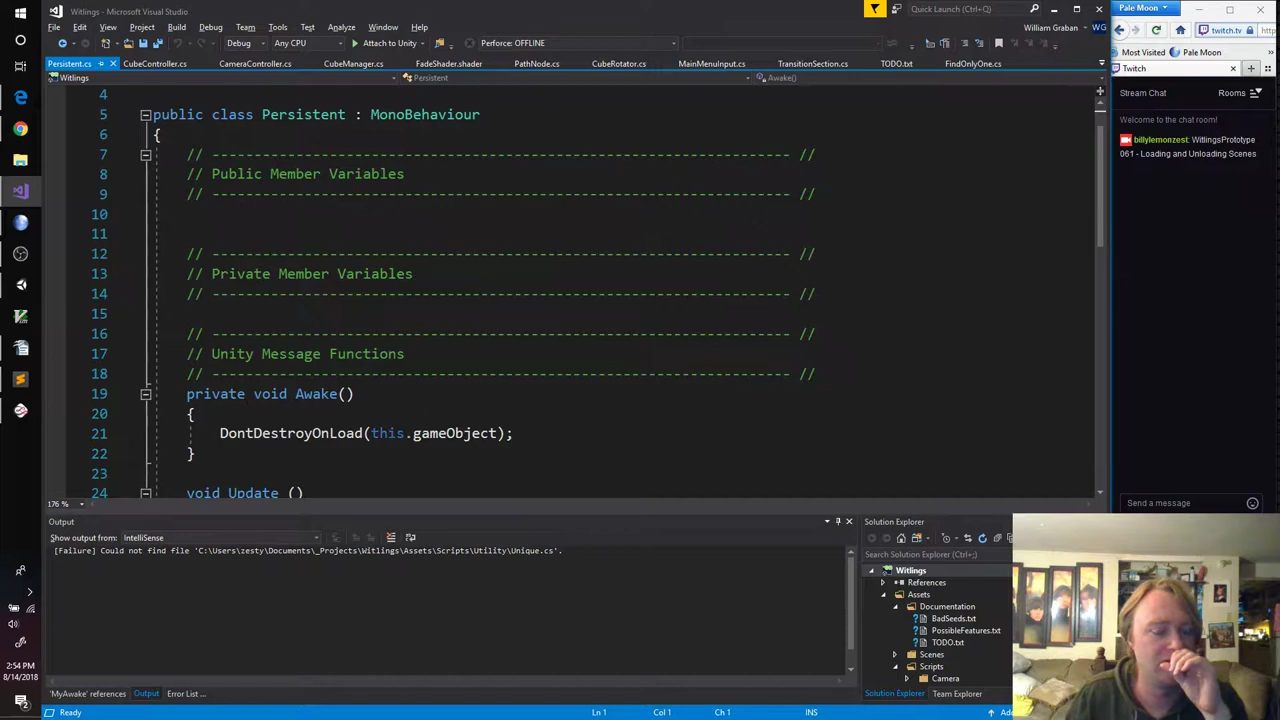 Witlings - Microsoft Visual Studio
Quick Launch (Ctrl+Q)
Pale Moon
File Edit View Project Build Debug Team Tools Test Analyze Window Help
William Graban WG
twitch.tv
http
Debug Any CPU Attach to Unity Perforce: OFFLINE
Most Visited Pale Moon
Persistent.cs CubeController.cs CameraController.cs CubeManager.cs FadeShader.shader PathNode.cs CubeRotator.cs MainMenuInput.cs TransitionSection.cs TODO.txt FindOnlyOne.cs
Twitch
Witlings Persistent Awake()
Stream Chat Rooms
Welcome to the chat room!
billylemonzest: WitlingsPrototype
061 - Loading and Unloading Scenes
4
5 public class Persistent : MonoBehaviour
6 {
7 // ---------------------------------------------------------------------- //
8 // Public Member Variables
9 // ---------------------------------------------------------------------- //
10
11
12 // ---------------------------------------------------------------------- //
13 // Private Member Variables
14 // ---------------------------------------------------------------------- //
15
16 // ---------------------------------------------------------------------- //
17 // Unity Message Functions
18 // ---------------------------------------------------------------------- //
19 private void Awake()
20 {
21 DontDestroyOnLoad(this.gameObject);
22 }
23
24 void Update ()
176 %
Send a message
Output
Show output from: IntelliSense
[Failure] Could not find file 'C:\Users\zesty\Documents\_Projects\Witlings\Assets\Scripts\Utility\Unique.cs'.
Solution Explorer
Search Solution Explorer (Ctrl+;)
Witlings
References
Assets
Documentation
BadSeeds.txt
PossibleFeatures.txt
TODO.txt
Scenes
Scripts
Camera
'MyAwake' references Output Error List ...
Solution Explorer Team Explorer
Ready Ln 1 Col 1 Ch 1 INS
2:54 PM
8/14/2018
2